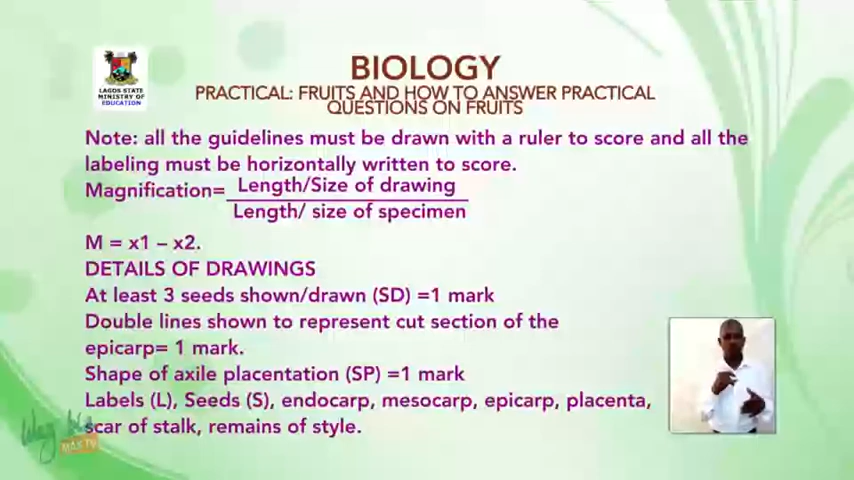 BIOLOGY
PRACTICAL: FRUITS AND HOW TO ANSWER PRACTICAL
QUESTIONS ON FRUITS
LAGOS STATE
MINISTRY OF
EDUCATION
Note: all the guidelines must be drawn with a ruler to score and all the
labeling must be horizontally written to score.
Magnification= Length/Size of drawing
Length/ size of specimen
M = x1 – x2.
DETAILS OF DRAWINGS
At least 3 seeds shown/drawn (SD) =1 mark
Double lines shown to represent cut section of the
epicarp= 1 mark.
Shape of axile placentation (SP) =1 mark
Labels (L), Seeds (S), endocarp, mesocarp, epicarp, placenta,
scar of stalk, remains of style.